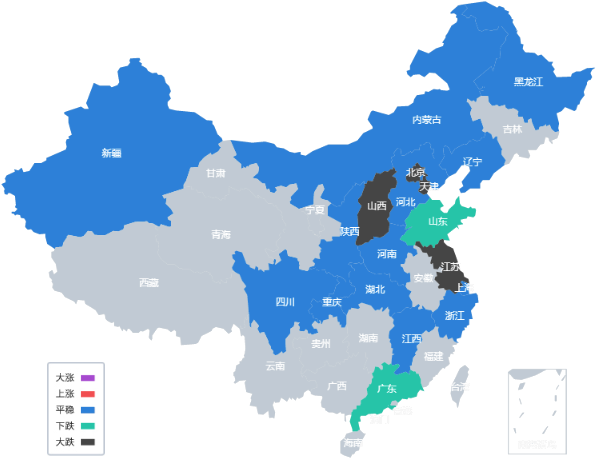 黑龙江
内蒙古
吉林
新疆
辽宁
甘肃
北京
天津
山西
河北
宁夏
山东
青海
陕西
河南
江苏
西藏
安徽
上海
四川
重庆
湖北
浙江
江西
湖南
贵州
福建
云南
广西
广东
台湾
海南
大涨
上涨
平稳
下跌
大跌